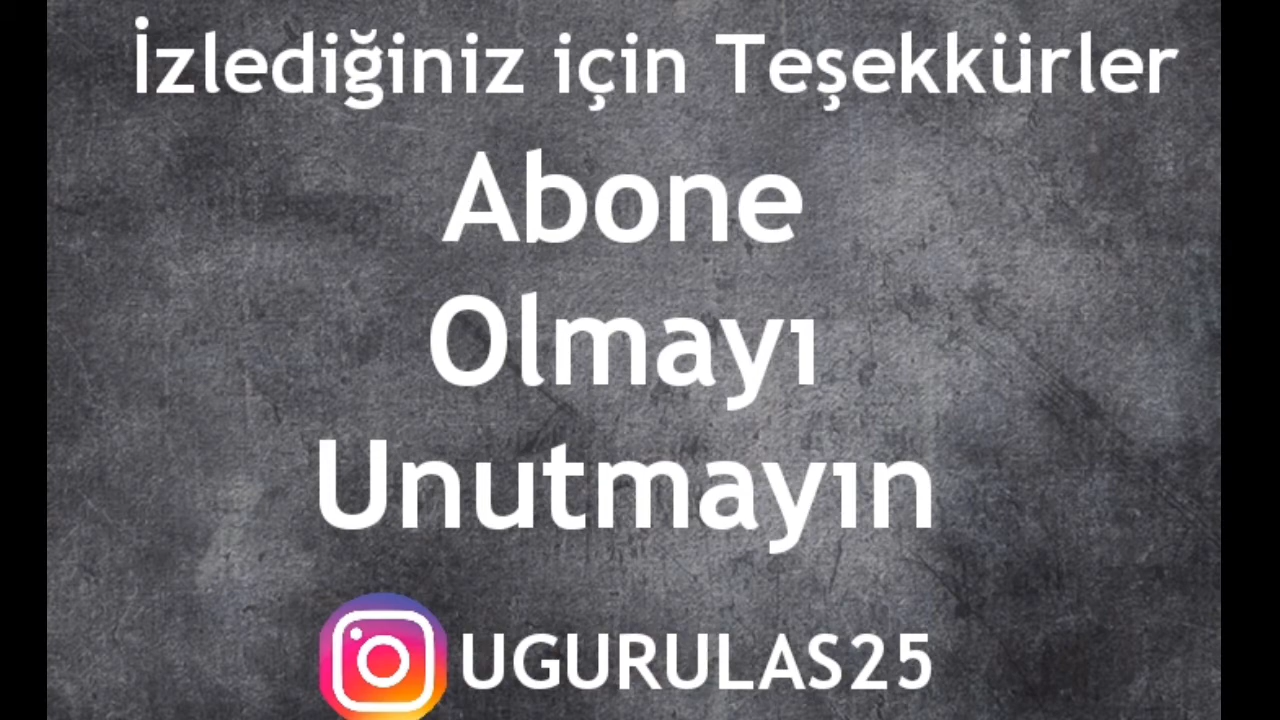 İzlediğiniz için Teşekkürler
Abone
Olmayı
Unutmayın
UGURULAS25